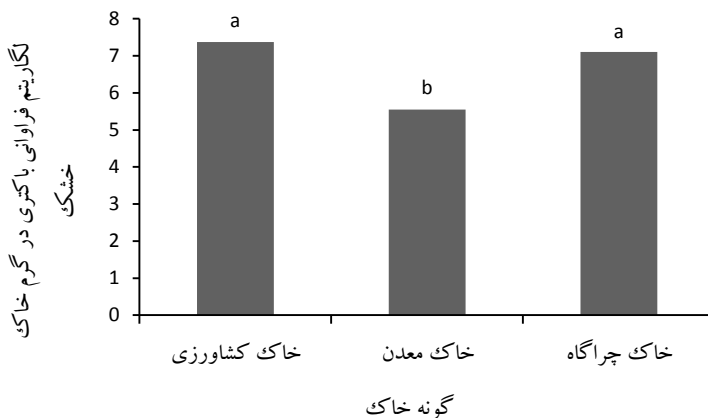 لگاریتم فراوانی باکتری در گرم خاک
خشک
8
7
6
5
4
3
2
1
0
a
b
a
خاک کشاورزی
خاک معدن
خاک چراگاه
گونه خاک